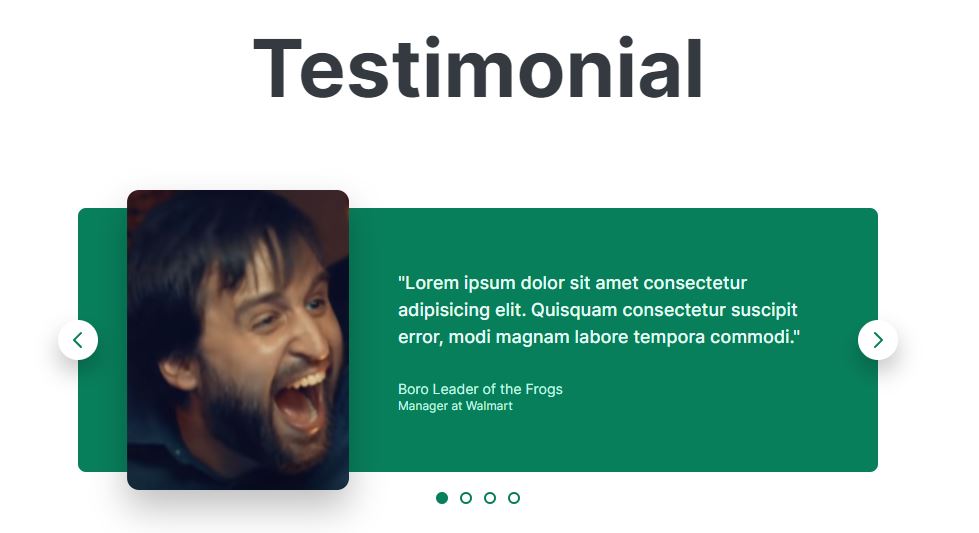 Testimonial
"Lorem ipsum dolor sit amet consectetur
adipisicing elit. Quisquam consectetur suscipit
error, modi magnam labore tempora commodi."
Boro Leader of the Frogs
Manager at Walmart